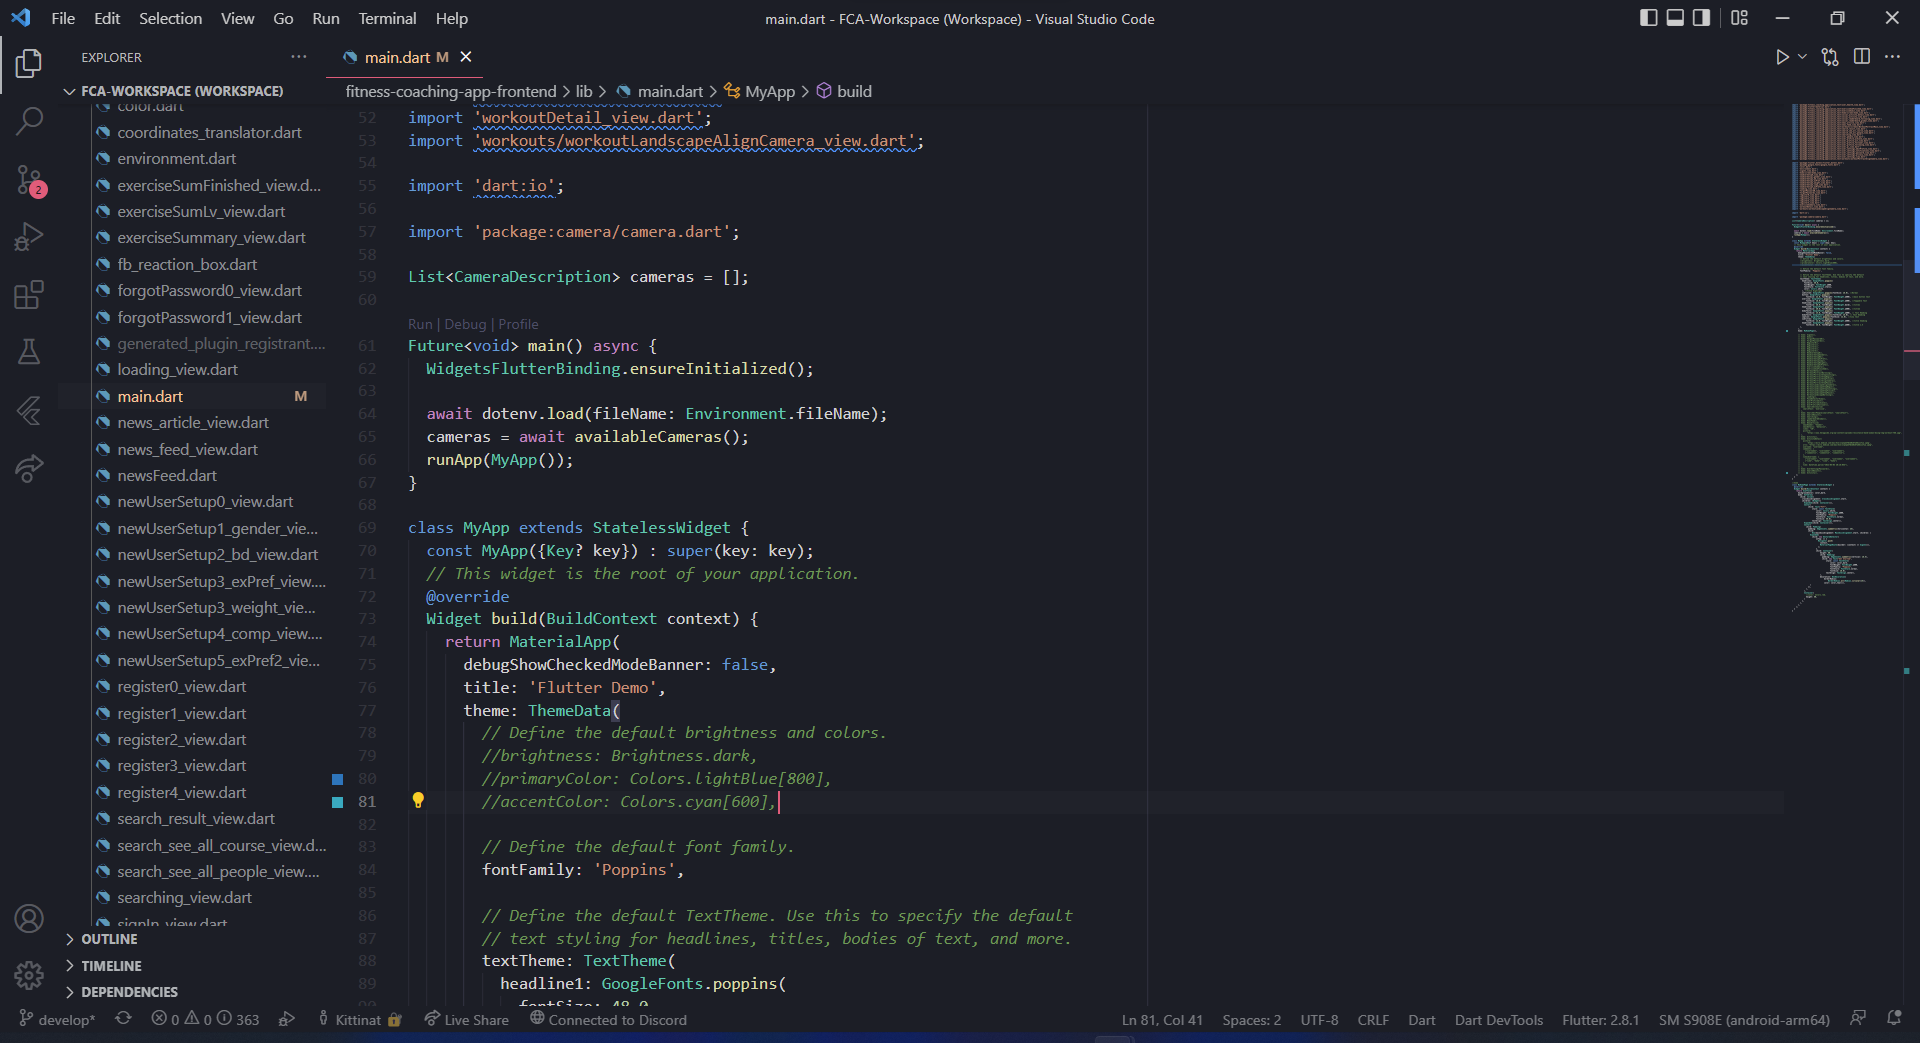 File Edit Selection View Go Run Terminal Help
main.dart - FCA-Workspace (Workspace) - Visual Studio Code
EXPLORER
main.dart M
FCA-WORKSPACE (WORKSPACE)
fitness-coaching-app-frontend > lib > main.dart > MyApp > build
color.dart
coordinates_translator.dart
environment.dart
exerciseSumFinished_view.d...
exerciseSumLv_view.dart
exerciseSummary_view.dart
fb_reaction_box.dart
forgotPassword0_view.dart
forgotPassword1_view.dart
generated_plugin_registrant....
loading_view.dart
main.dart M
news_article_view.dart
news_feed_view.dart
newsFeed.dart
newUserSetup0_view.dart
newUserSetup1_gender_vie...
newUserSetup2_bd_view.dart
newUserSetup3_exPref_view....
newUserSetup3_weight_vie...
newUserSetup4_comp_view....
newUserSetup5_exPref2_vie...
register0_view.dart
register1_view.dart
register2_view.dart
register3_view.dart
register4_view.dart
search_result_view.dart
search_see_all_course_view.d...
search_see_all_people_view....
searching_view.dart
signIn_view.dart
OUTLINE
TIMELINE
DEPENDENCIES
2
52 import 'workoutDetail_view.dart';
53 import 'workouts/workoutLandscapeAlignCamera_view.dart';
54
55 import 'dart:io';
56
57 import 'package:camera/camera.dart';
58
59 List<CameraDescription> cameras = [];
60
Run | Debug | Profile
61 Future<void> main() async {
62 WidgetsFlutterBinding.ensureInitialized();
63
64 await dotenv.load(fileName: Environment.fileName);
65 cameras = await availableCameras();
66 runApp(MyApp());
67 }
68
69 class MyApp extends StatelessWidget {
70 const MyApp({Key? key}) : super(key: key);
71 // This widget is the root of your application.
72 @override
73 Widget build(BuildContext context) {
74 return MaterialApp(
75 debugShowCheckedModeBanner: false,
76 title: 'Flutter Demo',
77 theme: ThemeData(
78 // Define the default brightness and colors.
79 //brightness: Brightness.dark,
80 //primaryColor: Colors.lightBlue[800],
81 //accentColor: Colors.cyan[600],
82
83 // Define the default font family.
84 fontFamily: 'Poppins',
85
86 // Define the default TextTheme. Use this to specify the default
87 // text styling for headlines, titles, bodies of text, and more.
88 textTheme: TextTheme(
89 headline1: GoogleFonts.poppins(
90 fontSize: 48.0,
develop* 0 0 363 Kittinat Live Share Connected to Discord
Ln 81, Col 41 Spaces: 2 UTF-8 CRLF Dart Dart DevTools Flutter: 2.8.1 SM S908E (android-arm64)